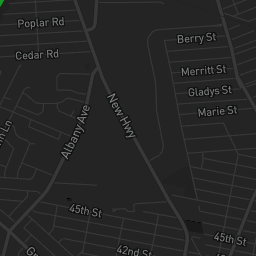 Poplar Rd
Berry St
Cedar Rd
Merritt St
Gladys St
Marie St
New Hwy
Albany Ave
45th St
45th St
42nd St